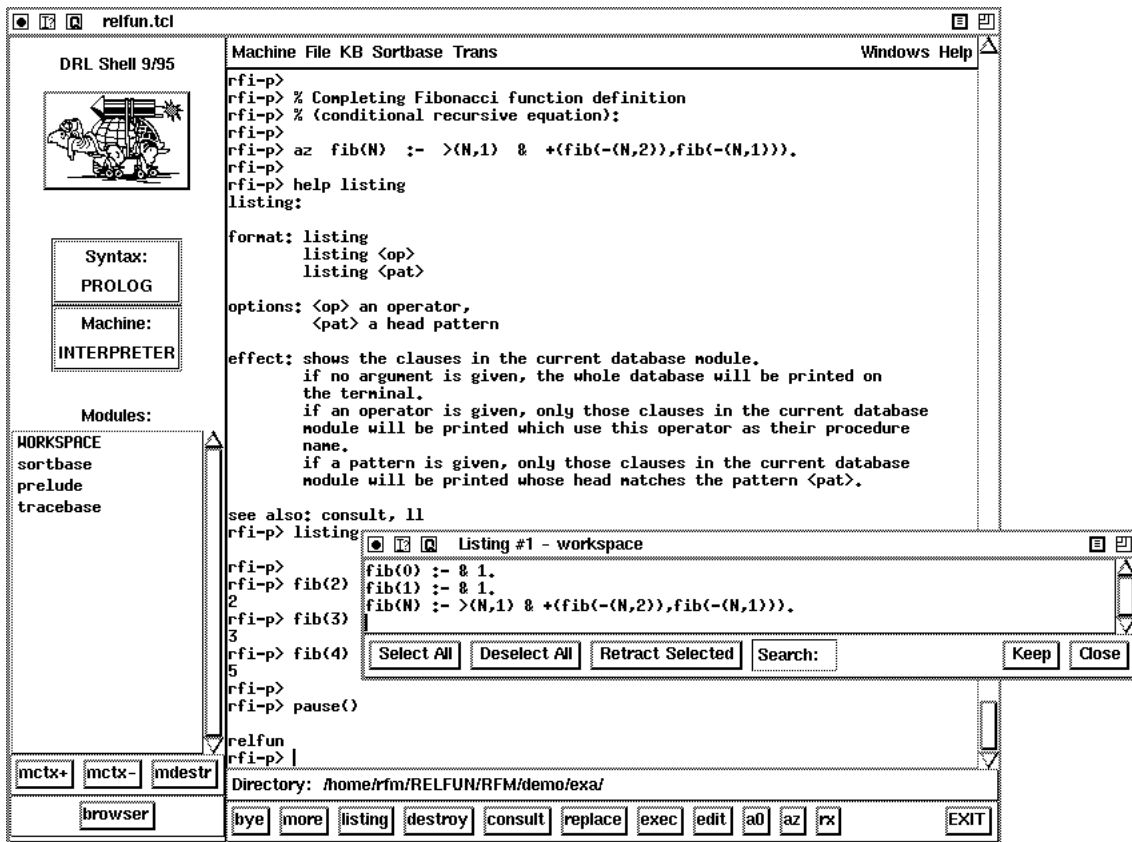 relfun.tcl
DRL Shell 9/95
Syntax:
PROLOG
Machine:
INTERPRETER
Modules:
WORKSPACE
sortbase
prelude
tracebase
mctx+ mctx- mdestr
browser
Machine File KB Sortbase Trans Windows Help
rfi-p>
rfi-p> % Completing Fibonacci function definition
rfi-p> % (conditional recursive equation):
rfi-p>
rfi-p> az fib(N) :- >(N,1) & +(fib(-(N,2)),fib(-(N,1))).
rfi-p>
rfi-p> help listing
listing:
format: listing
listing <op>
listing <pat>
options: <op> an operator,
<pat> a head pattern
effect: shows the clauses in the current database module.
if no argument is given, the whole database will be printed on
the terminal.
if an operator is given, only those clauses in the current database
module will be printed which use this operator as their procedure
name.
if a pattern is given, only those clauses in the current database
module will be printed whose head matches the pattern <pat>.
see also: consult, ll
rfi-p> listing
rfi-p>
rfi-p> fib(2)
2
rfi-p> fib(3)
3
rfi-p> fib(4)
5
rfi-p>
rfi-p> pause()
relfun
rfi-p>
Listing #1 - workspace
fib(0) :- & 1.
fib(1) :- & 1.
fib(N) :- >(N,1) & +(fib(-(N,2)),fib(-(N,1))).
Select All Deselect All Retract Selected Search: Keep Close
Directory: /home/rfm/RELFUN/RFM/demo/exa/
bye more listing destroy consult replace exec edit a0 az rx EXIT